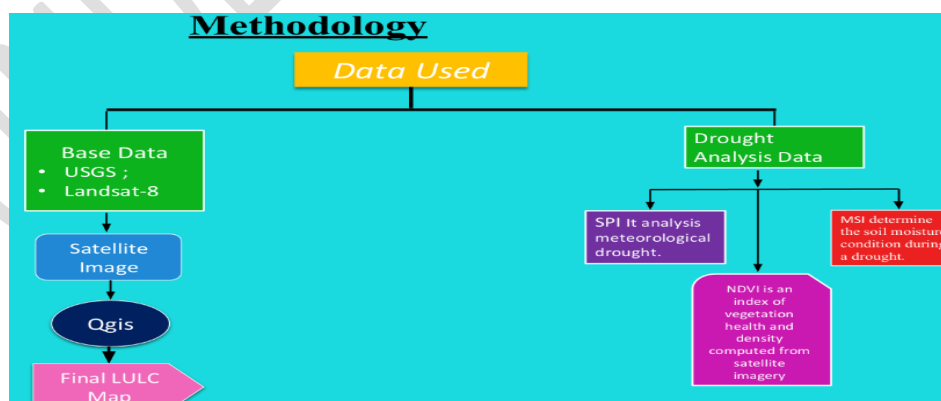 Methodology
Data Used
Base Data
• USGS ;
• Landsat-8
Satellite
Image
Qgis
Final LULC
Map
Drought
Analysis Data
SPI It analysis
meteorological
drought.
NDVI is an
index of
vegetation
health and
density
computed from
satellite
imagery
MSI determine
the soil moisture
condition during
a drought.